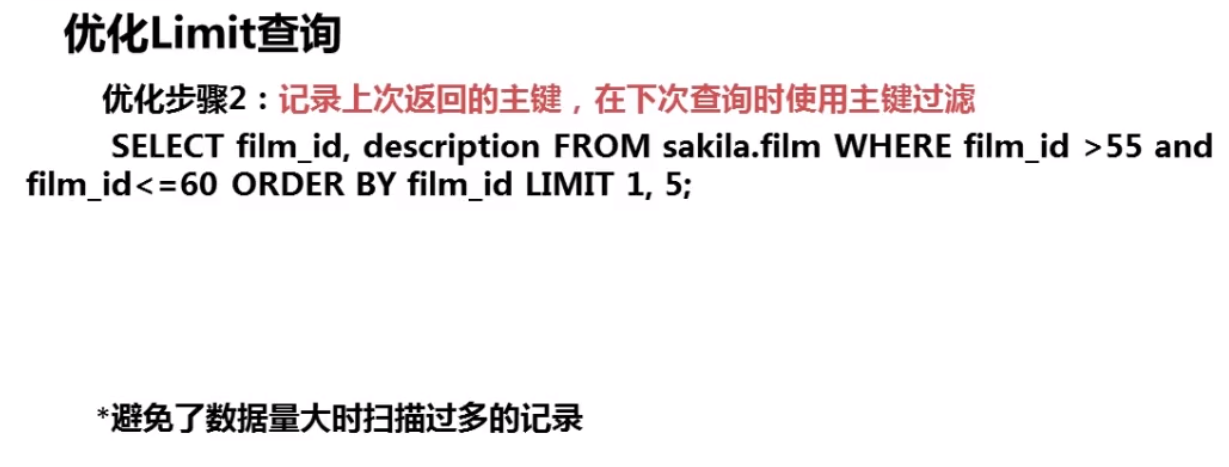 优化Limit查询
优化步骤2：记录上次返回的主键，在下次查询时使用主键过滤
SELECT film_id, description FROM sakila.film WHERE film_id >55 and
film_id<=60 ORDER BY film_id LIMIT 1, 5;
*避免了数据量大时扫描过多的记录